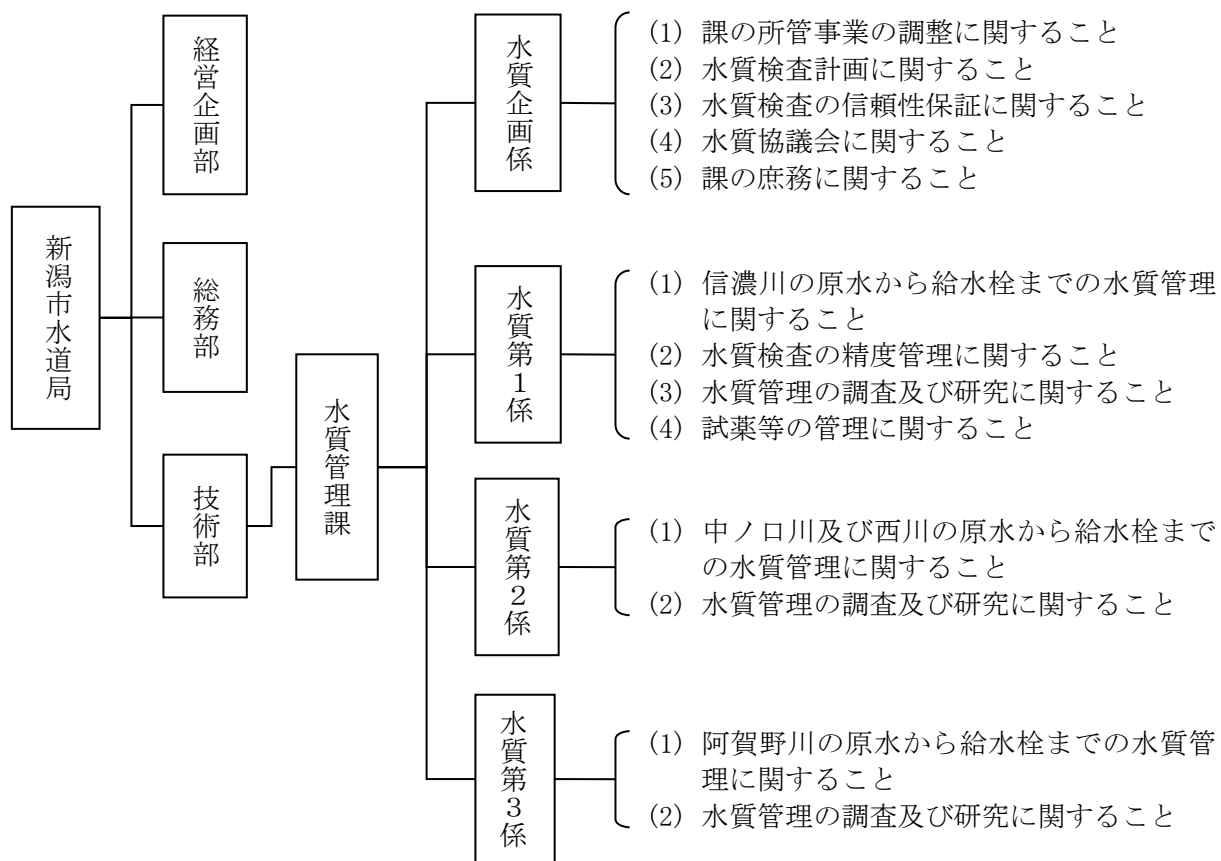 新潟市水道局
経営企画部
総務部
技術部
水質管理課
水質企画係
(1) 課の所管事業の調整に関すること
(2) 水質検査計画に関すること
(3) 水質検査の信頼性保証に関すること
(4) 水質協議会に関すること
(5) 課の庶務に関すること
水質第1係
(1) 信濃川の原水から給水栓までの水質管理
に関すること
(2) 水質検査の精度管理に関すること
(3) 水質管理の調査及び研究に関すること
(4) 試薬等の管理に関すること
水質第2係
(1) 中ノ口川及び西川の原水から給水栓まで
の水質管理に関すること
(2) 水質管理の調査及び研究に関すること
水質第3係
(1) 阿賀野川の原水から給水栓までの水質管
理に関すること
(2) 水質管理の調査及び研究に関すること